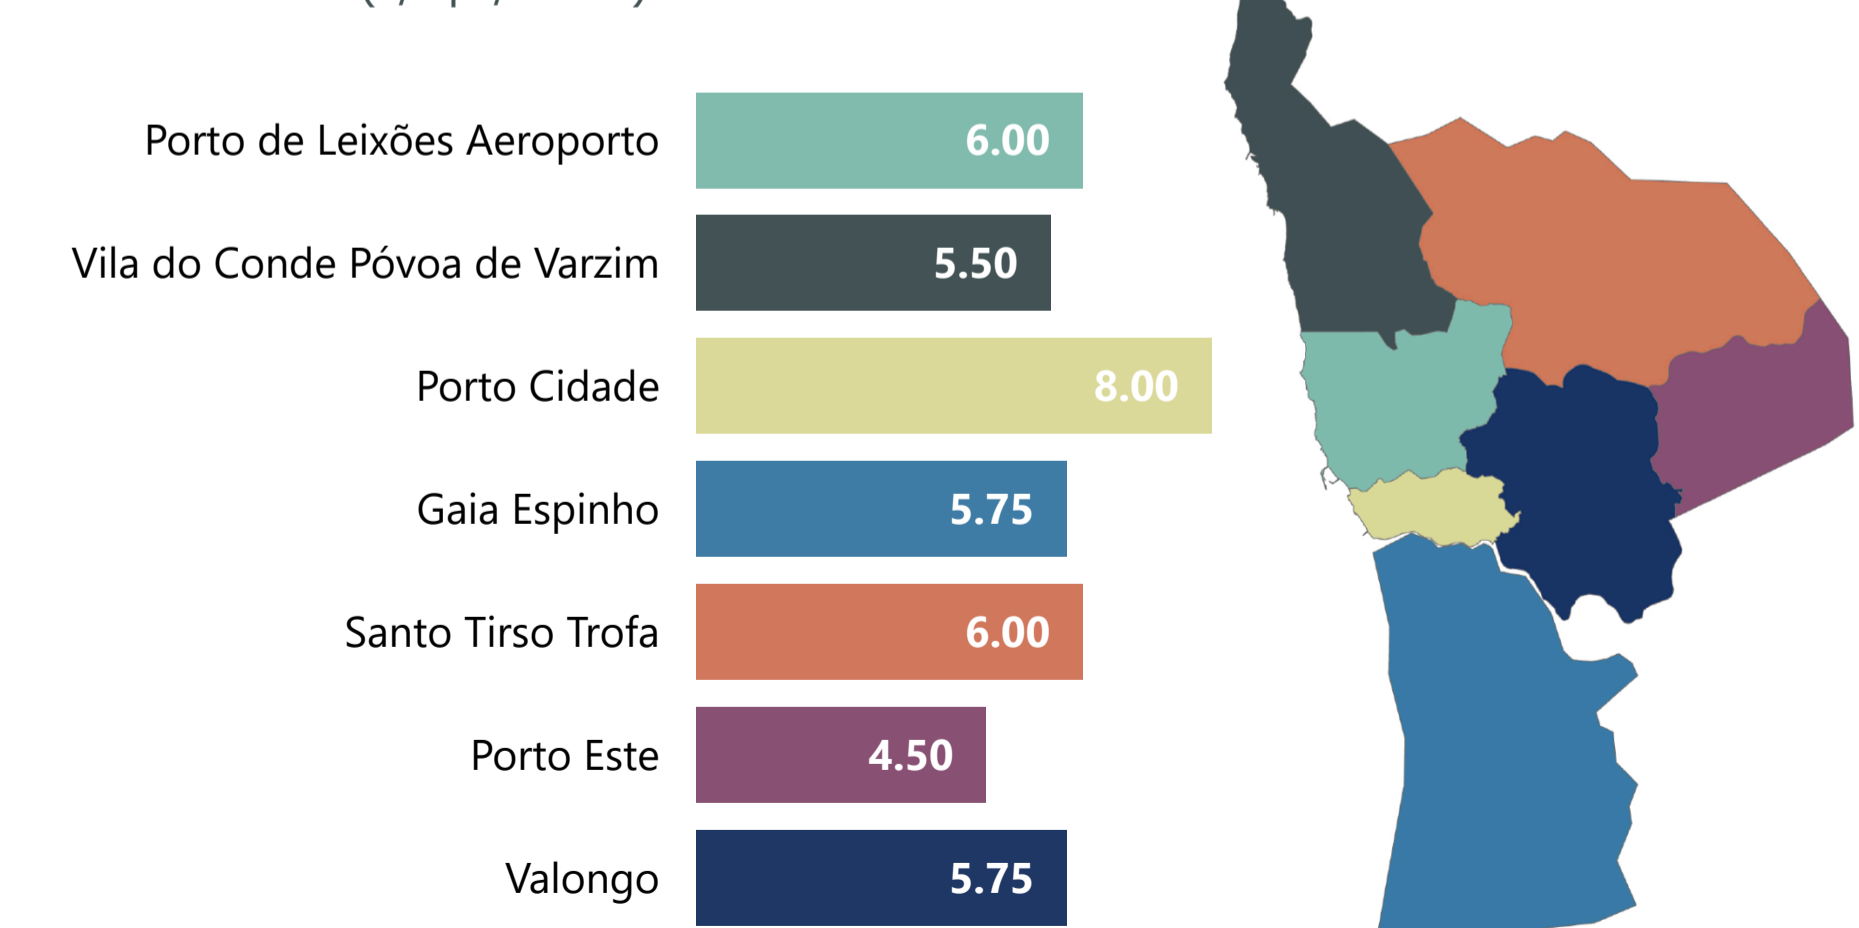 Porto de Leixões Aeroporto 6.00
Vila do Conde Póvoa de Varzim 5.50
Porto Cidade 8.00
Gaia Espinho 5.75
Santo Tirso Trofa 6.00
Porto Este 4.50
Valongo 5.75